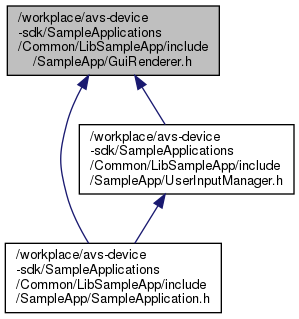 /workplace/avs-device
-sdk/SampleApplications
/Common/LibSampleApp/include
/SampleApp/GuiRenderer.h
/workplace/avs-device
-sdk/SampleApplications
/Common/LibSampleApp/include
/SampleApp/UserInputManager.h
/workplace/avs-device
-sdk/SampleApplications
/Common/LibSampleApp/include
/SampleApp/SampleApplication.h